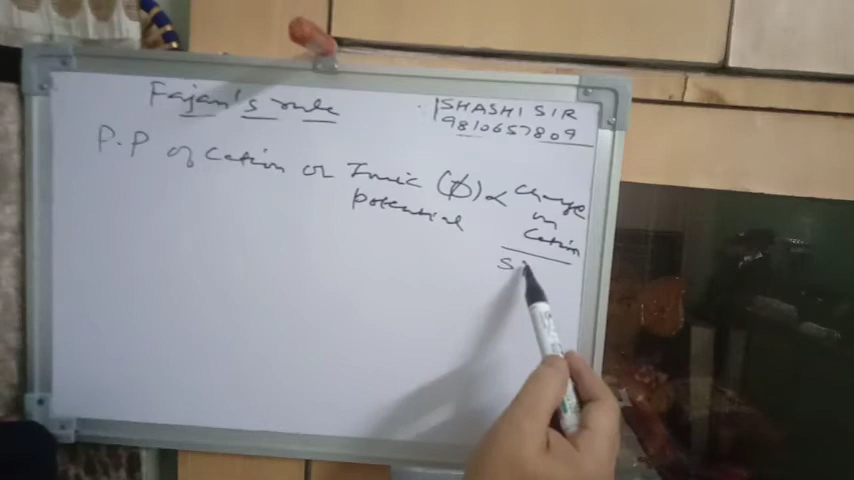 Fajan's rule
SHASHI SIR
9810657809
P.P of Cation or Ionic (φ) ∝ Charge
potential on
Cation
S